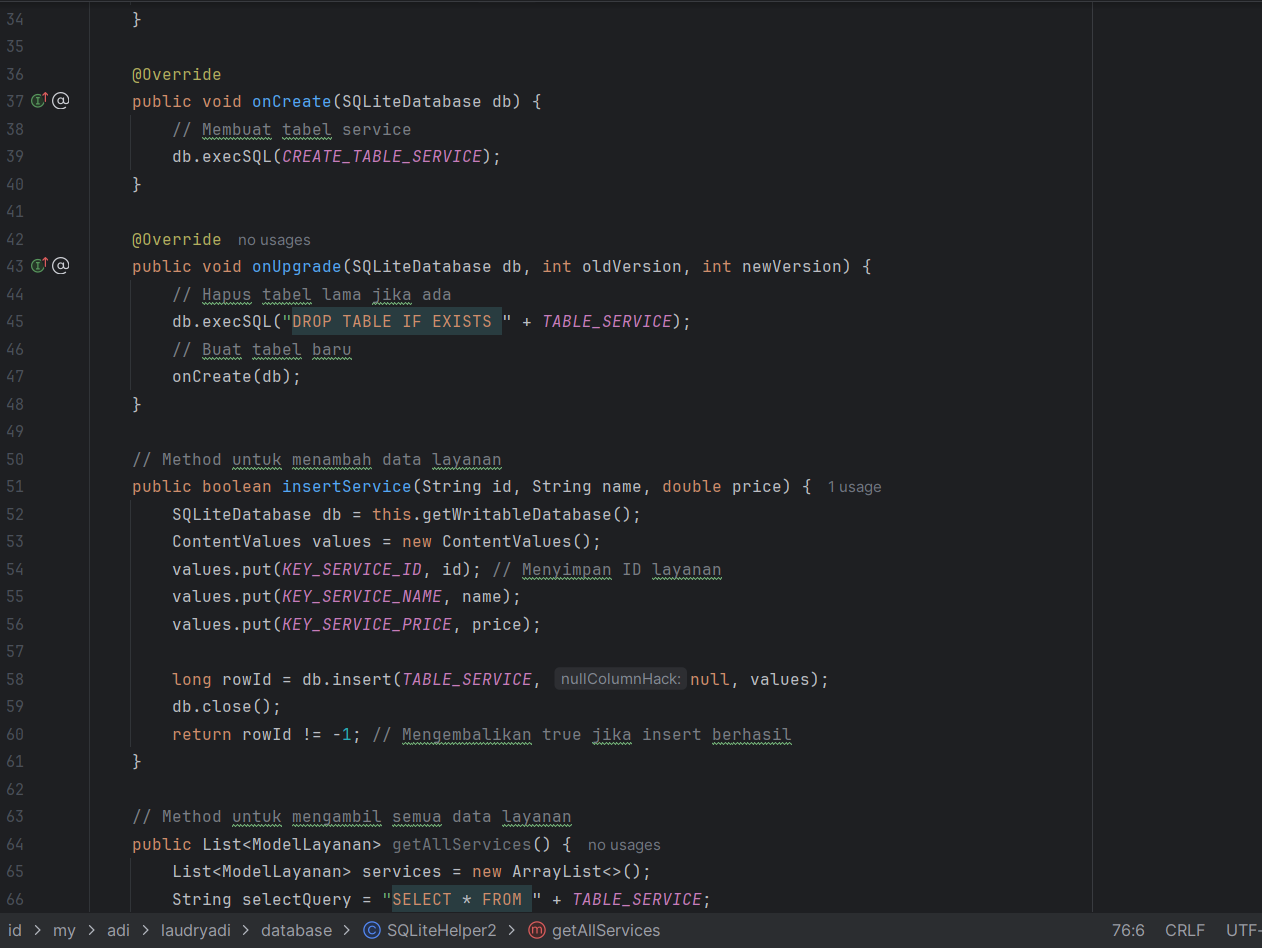 34 }
35
36 @Override
37 public void onCreate(SQLiteDatabase db) {
38 // Membuat tabel service
39 db.execSQL(CREATE_TABLE_SERVICE);
40 }
41
42 @Override no usages
43 public void onUpgrade(SQLiteDatabase db, int oldVersion, int newVersion) {
44 // Hapus tabel lama jika ada
45 db.execSQL("DROP TABLE IF EXISTS " + TABLE_SERVICE);
46 // Buat tabel baru
47 onCreate(db);
48 }
49
50 // Method untuk menambah data layanan
51 public boolean insertService(String id, String name, double price) { 1 usage
52 SQLiteDatabase db = this.getWritableDatabase();
53 ContentValues values = new ContentValues();
54 values.put(KEY_SERVICE_ID, id); // Menyimpan ID layanan
55 values.put(KEY_SERVICE_NAME, name);
56 values.put(KEY_SERVICE_PRICE, price);
57
58 long rowId = db.insert(TABLE_SERVICE, nullColumnHack: null, values);
59 db.close();
60 return rowId != -1; // Mengembalikan true jika insert berhasil
61 }
62
63 // Method untuk mengambil semua data layanan
64 public List<ModelLayanan> getAllServices() { no usages
65 List<ModelLayanan> services = new ArrayList<>();
66 String selectQuery = "SELECT * FROM " + TABLE_SERVICE;
id > my > adi > laudryadi > database > SQLiteHelper2 > getAllServices 76:6 CRLF UTF-